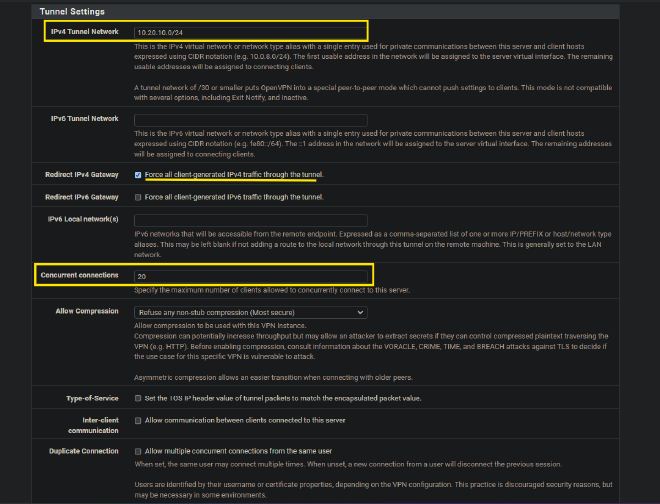 Tunnel Settings
IPv4 Tunnel Network
10.20.10.0/24
This is the IPv4 virtual network or network type alias with a single entry used for private communications between this server and client hosts
expressed using CIDR notation (e.g. 10.0.8.0/24). The first usable address in the network will be assigned to the server virtual interface. The remaining
usable addresses will be assigned to connecting clients.
A tunnel network of /30 or smaller puts OpenVPN into a special peer-to-peer mode which cannot push settings to clients. This mode is not compatible
with several options, including Exit Notify, and Inactive.
IPv6 Tunnel Network
This is the IPv6 virtual network or network type alias with a single entry used for private communications between this server and client hosts
expressed using CIDR notation (e.g. fe80::/64). The ::1 address in the network will be assigned to the server virtual interface. The remaining addresses
will be assigned to connecting clients.
Redirect IPv4 Gateway
Force all client-generated IPv4 traffic through the tunnel.
Redirect IPv6 Gateway
Force all client-generated IPv6 traffic through the tunnel.
IPv6 Local network(s)
IPv6 networks that will be accessible from the remote endpoint. Expressed as a comma-separated list of one or more IP/PREFIX or host/network type
aliases. This may be left blank if not adding a route to the local network through this tunnel on the remote machine. This is generally set to the LAN
network.
Concurrent connections
20
Specify the maximum number of clients allowed to concurrently connect to this server.
Allow Compression
Refuse any non-stub compression (Most secure)
Allow compression to be used with this VPN instance.
Compression can potentially increase throughput but may allow an attacker to extract secrets if they can control compressed plaintext traversing the
VPN (e.g. HTTP). Before enabling compression, consult information about the VORACLE, CRIME, TIME, and BREACH attacks against TLS to decide
if the use case for this specific VPN is vulnerable to attack.
Asymmetric compression allows an easier transition when connecting with older peers.
Type-of-Service
Set the TOS IP header value of tunnel packets to match the encapsulated packet value.
Inter-client
communication
Allow communication between clients connected to this server
Duplicate Connection
Allow multiple concurrent connections from the same user
When set, the same user may connect multiple times. When unset, a new connection from a user will disconnect the previous session.
Users are identified by their username or certificate properties, depending on the VPN configuration. This practice is discouraged security reasons, but
may be necessary in some environments.